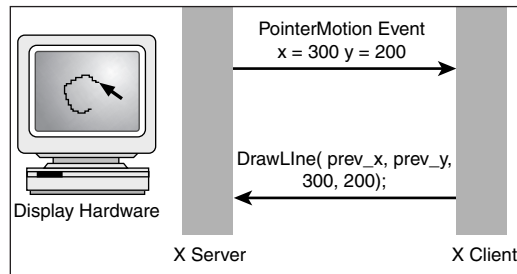 PointerMotion Event
x = 300 y = 200
DrawLIne( prev_x, prev_y,
300, 200);
Display Hardware
X Server
X Client